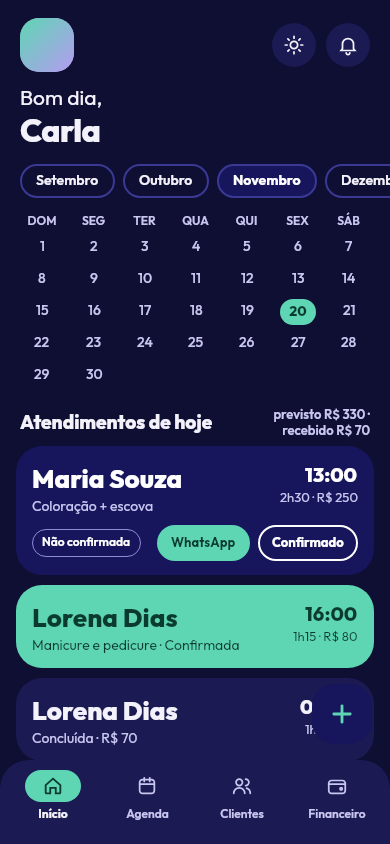 Bom dia,
Carla
Setembro Outubro Novembro
DOM SEG TER QUA QUI SEX SÁB
1 2 3 4 5 6 7
8 9 10 11 12 13 14
15 16 17 18 19 20 21
22 23 24 25 26 27 28
29 30
Atendimentos de hoje
previsto R$ 330 ·
recebido R$ 70
Maria Souza 13:00
Coloração + escova 2h30 · R$ 250
Não confirmada WhatsApp Confirmado
Lorena Dias 16:00
Manicure e pedicure · Confirmada 1h15 · R$ 80
Lorena Dias
Concluída · R$ 70
Início Agenda Clientes Financeiro